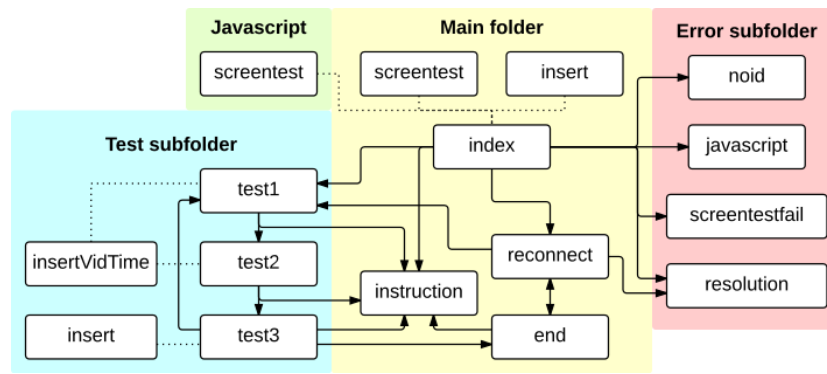 Javascript
Main folder
Error subfolder
screentest
screentest
insert
noid
Test subfolder
index
javascript
test1
screentestfail
insertVidTime
test2
reconnect
instruction
resolution
insert
test3
end